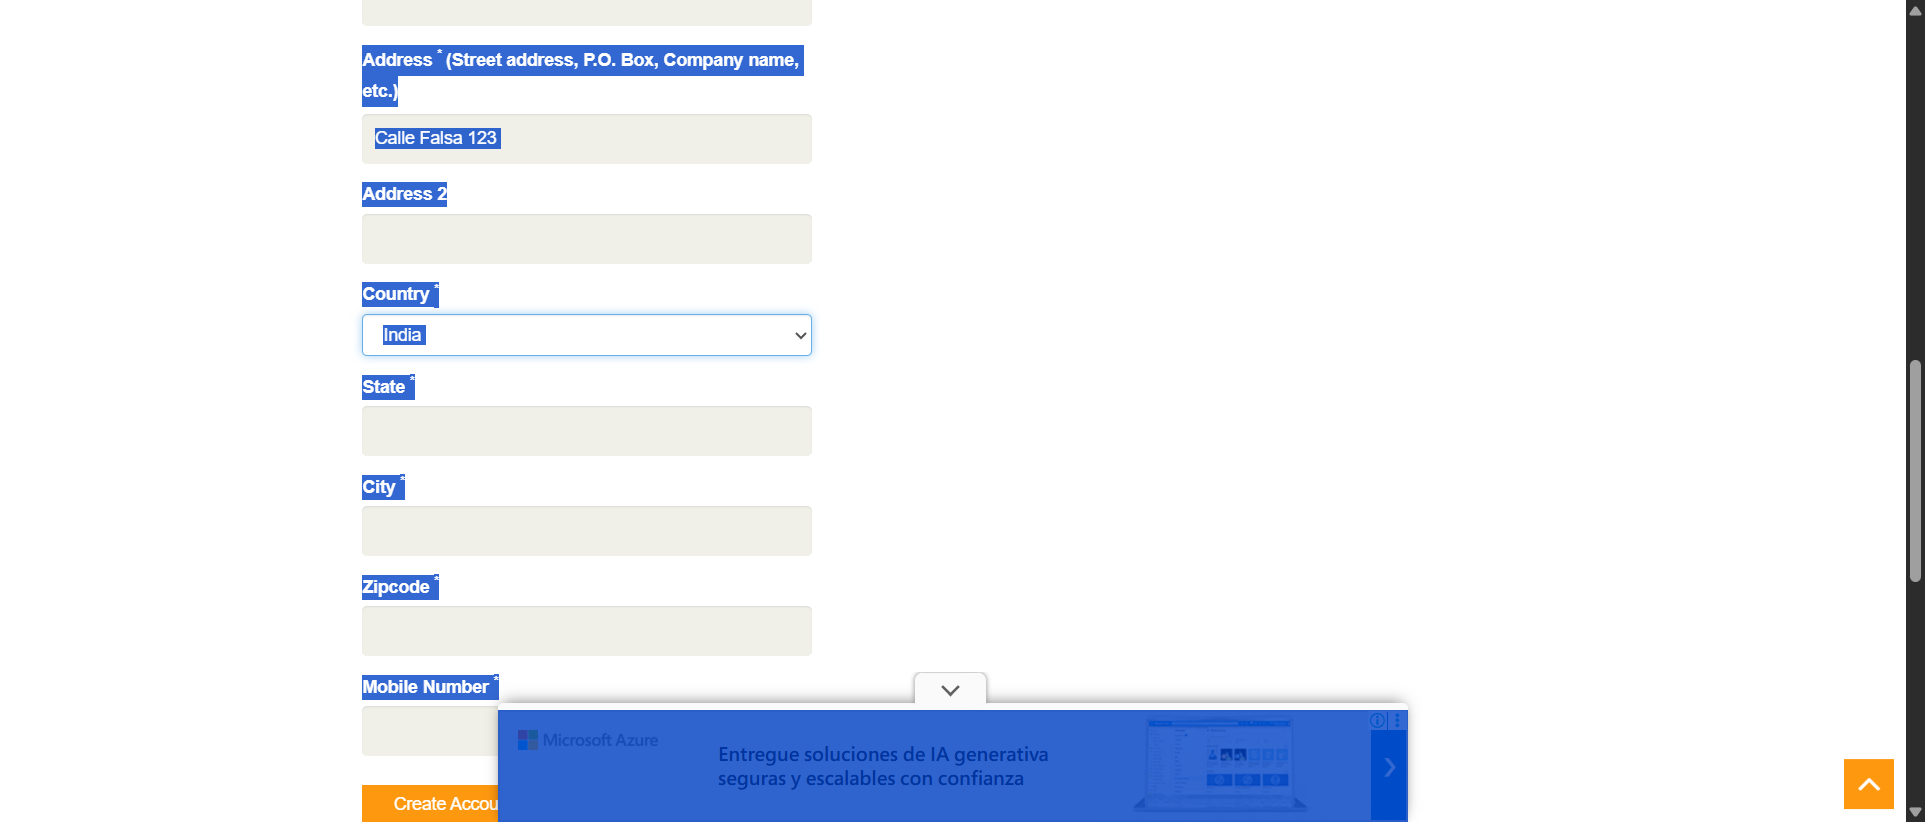 Address * (Street address, P.O. Box, Company name,
etc.)
Calle Falsa 123
Address 2
Country *
India
State *
City *
Zipcode *
Mobile Number *
Microsoft Azure
Entregue soluciones de IA generativa
seguras y escalables con confianza
Create Accou